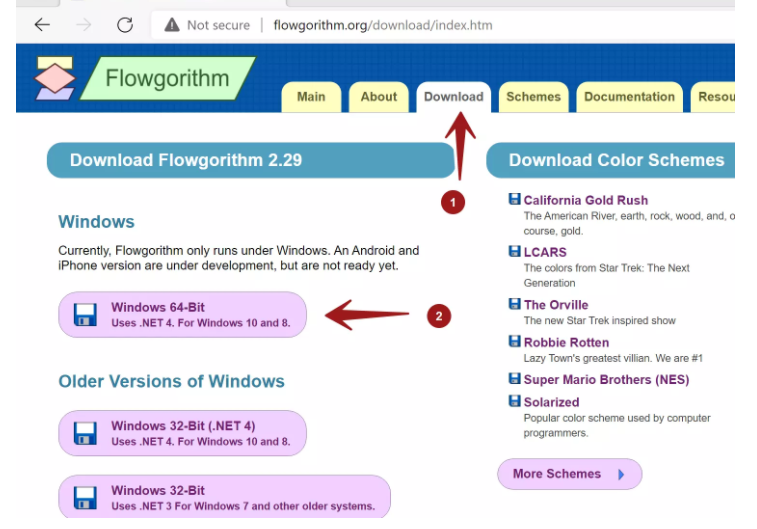 Not secure | flowgorithm.org/download/index.htm
Flowgorithm
Main About Download Schemes Documentation Resou
Download Flowgorithm 2.29
1
Windows
Currently, Flowgorithm only runs under Windows. An Android and
iPhone version are under development, but are not ready yet.
Windows 64-Bit
Uses .NET 4. For Windows 10 and 8.
2
Older Versions of Windows
Windows 32-Bit (.NET 4)
Uses .NET 4. For Windows 10 and 8.
Windows 32-Bit
Uses .NET 3 For Windows 7 and other older systems.
Download Color Schemes
California Gold Rush
The American River, earth, rock, wood, and, o
course, gold.
LCARS
The colors from Star Trek: The Next
Generation
The Orville
The new Star Trek inspired show
Robbie Rotten
Lazy Town's greatest villian. We are #1
Super Mario Brothers (NES)
Solarized
Popular color scheme used by computer
programmers.
More Schemes